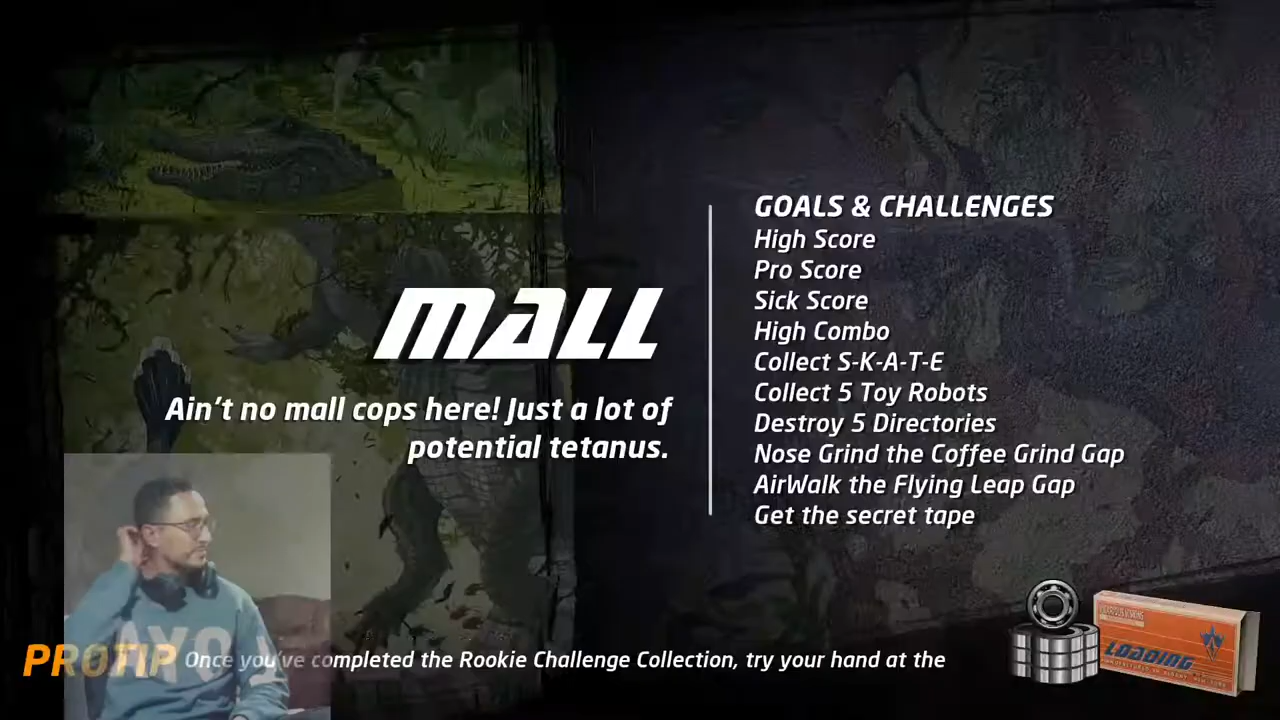 MALL
Ain't no mall cops here! Just a lot of
potential tetanus.
GOALS & CHALLENGES
High Score
Pro Score
Sick Score
High Combo
Collect S-K-A-T-E
Collect 5 Toy Robots
Destroy 5 Directories
Nose Grind the Coffee Grind Gap
AirWalk the Flying Leap Gap
Get the secret tape
LOADING
PROTIP Once you've completed the Rookie Challenge Collection, try your hand at the